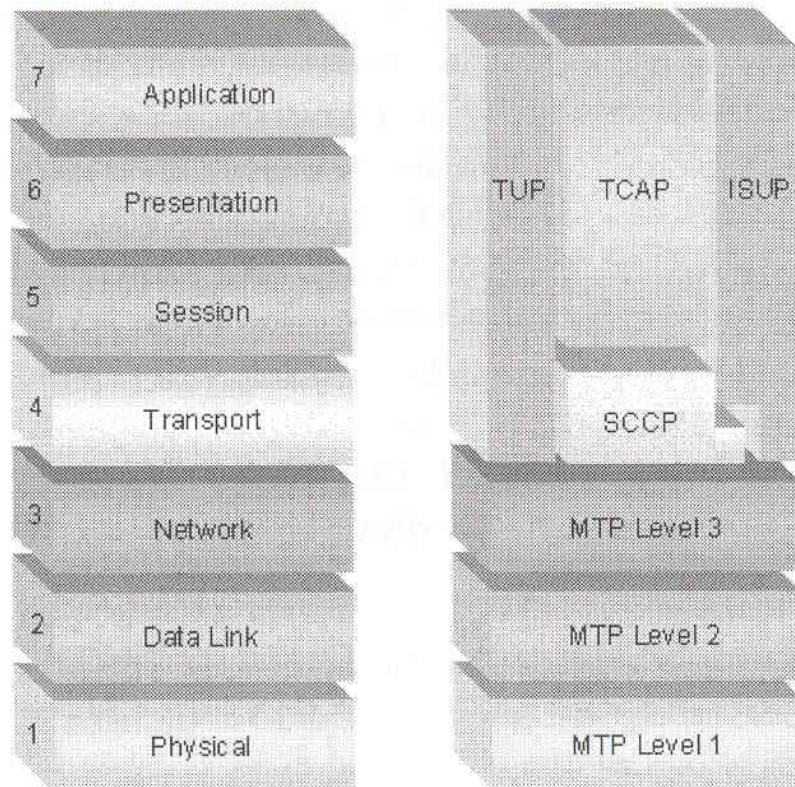 7
Application
6
Presentation
5
Session
4
Transport
3
Network
2
Data Link
1
Physical
TUP
TCAP
ISUP
SCCP
MTP Level 3
MTP Level 2
MTP Level 1